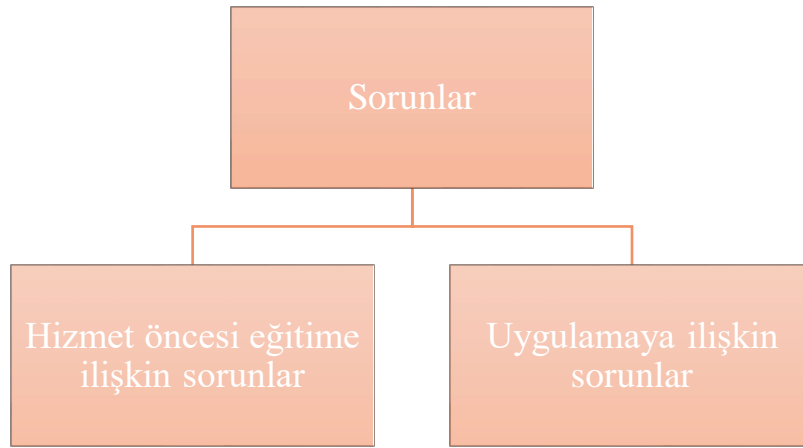 Sorunlar
Hizmet öncesi eğitime
ilişkin sorunlar
Uygulamaya ilişkin
sorunlar